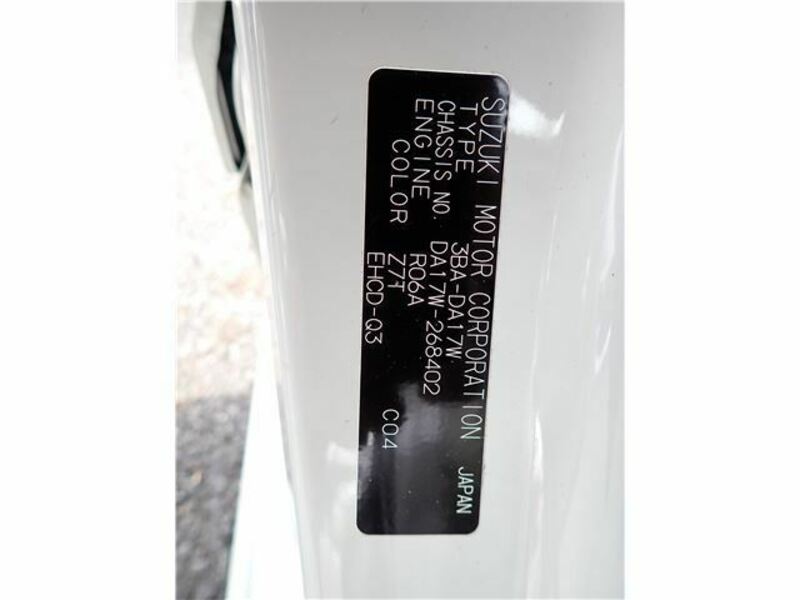 SUZUKI MOTOR CORPORATION JAPAN
TYPE 3BA-DA17W
CHASSIS NO. DA17W-268402
ENGINE R06A
COLOR Z7T C04
EHCD-Q3